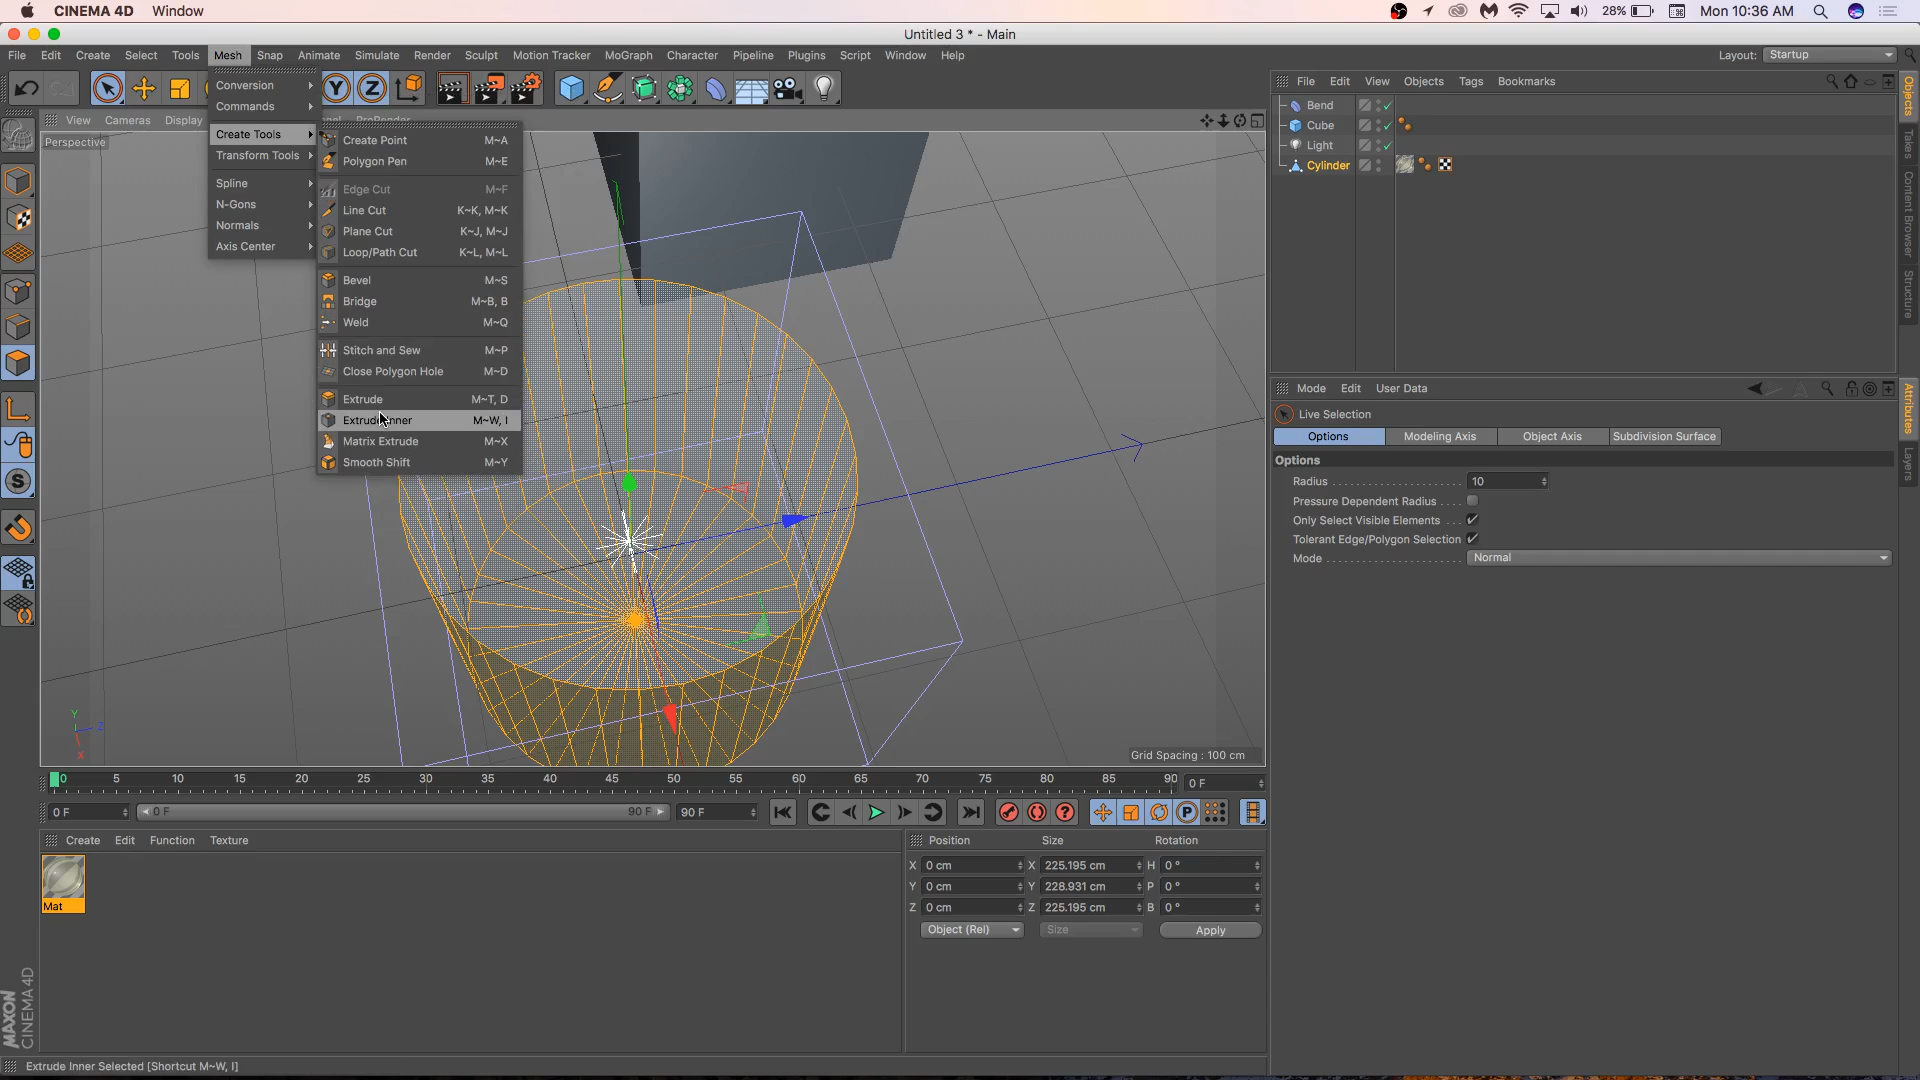 CINEMA 4D Window 28% Mon 10:36 AM
Untitled 3 * - Main
File Edit Create Select Tools Mesh Snap Animate Simulate Render Sculpt Motion Tracker MoGraph Character Pipeline Plugins Script Window Help Layout: Startup
Conversion
Commands
Create Tools
Transform Tools
Spline
N-Gons
Normals
Axis Center
View Cameras Display ProRender
Perspective
Create Point M~A
Polygon Pen M~E
Edge Cut M~F
Line Cut K~K, M~K
Plane Cut K~J, M~J
Loop/Path Cut K~L, M~L
Bevel M~S
Bridge M~B, B
Weld M~Q
Stitch and Sew M~P
Close Polygon Hole M~D
Extrude M~T, D
Extrude Inner M~W, I
Matrix Extrude M~X
Smooth Shift M~Y
Y Z
S
Y
Z
X
Grid Spacing : 100 cm
File Edit View Objects Tags Bookmarks
Bend
Cube
Light
Cylinder
Objects
Takes
Content Browser
Structure
Mode Edit User Data
Live Selection
Options Modeling Axis Object Axis Subdivision Surface
Options
Radius 10
Pressure Dependent Radius
Only Select Visible Elements
Tolerant Edge/Polygon Selection
Mode Normal
Attributes
Layers
0 5 10 15 20 25 30 35 40 45 50 55 60 65 70 75 80 85 90 0 F
0 F 0 F 90 F 90 F
P
Create Edit Function Texture
Mat
Position Size Rotation
X 0 cm X 225.195 cm H 0 °
Y 0 cm Y 228.931 cm P 0 °
Z 0 cm Z 225.195 cm B 0 °
Object (Rel) Size Apply
MAXON
CINEMA 4D
Extrude Inner Selected [Shortcut M~W, I]